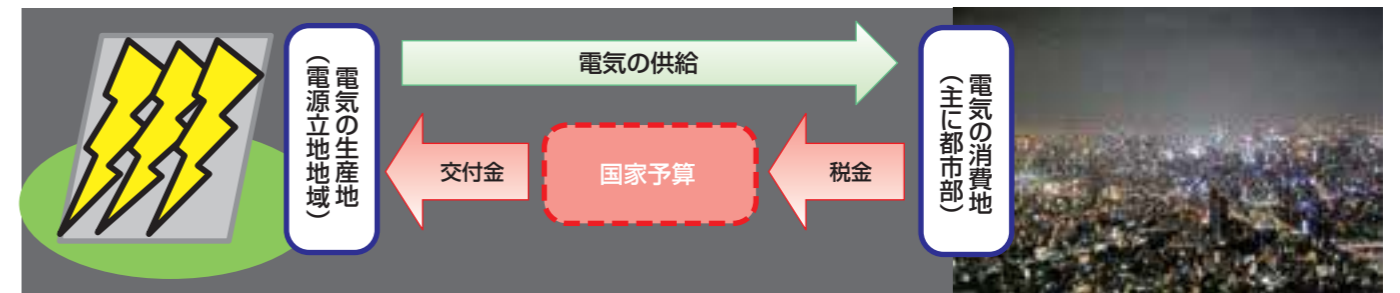 電気の生産地
（電源立地地域）
電気の供給
交付金
国家予算
税金
電気の消費地
（主に都市部）